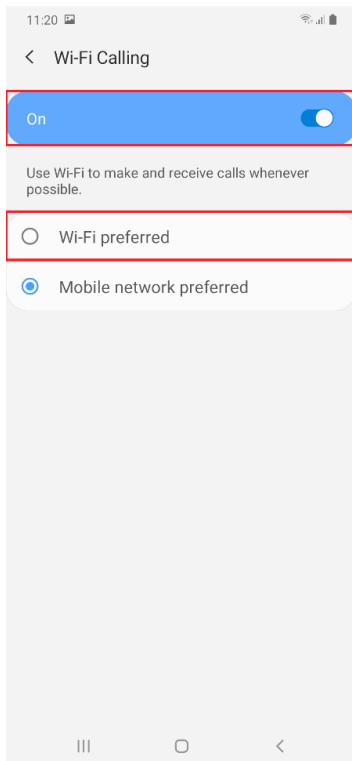 11:20
Wi-Fi Calling
On
Use Wi-Fi to make and receive calls whenever
possible.
Wi-Fi preferred
Mobile network preferred